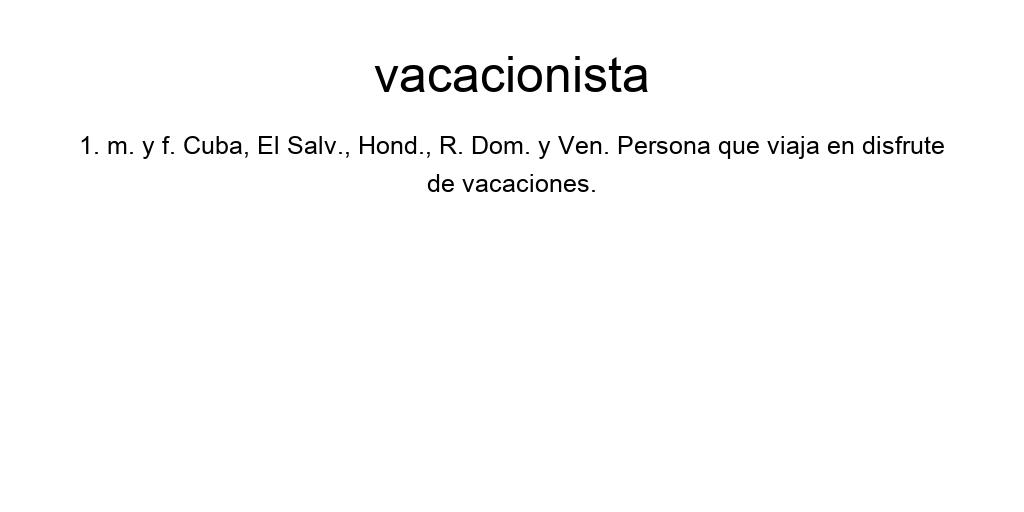 vacacionista
1. m. y f. Cuba, El Salv., Hond., R. Dom. y Ven. Persona que viaja en disfrute
de vacaciones.